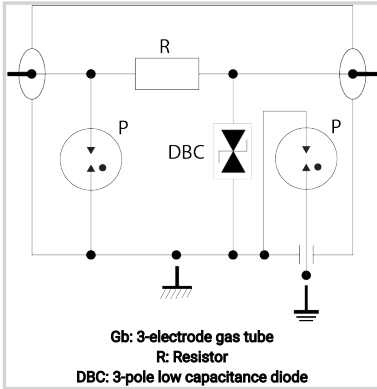 R
P
DBC
P
Gb: 3-electrode gas tube
R: Resistor
DBC: 3-pole low capacitance diode